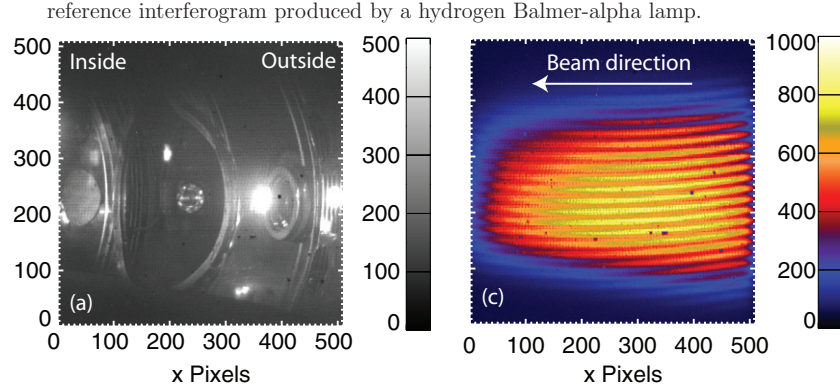 reference interferogram produced by a hydrogen Balmer-alpha lamp.
500
400
300
200
100
0
Inside
Outside
(a)
0 100 200 300 400 500
x Pixels
500
400
300
200
100
0
Beam direction
(c)
0 100 200 300 400 500
x Pixels
1000
800
600
400
200
0